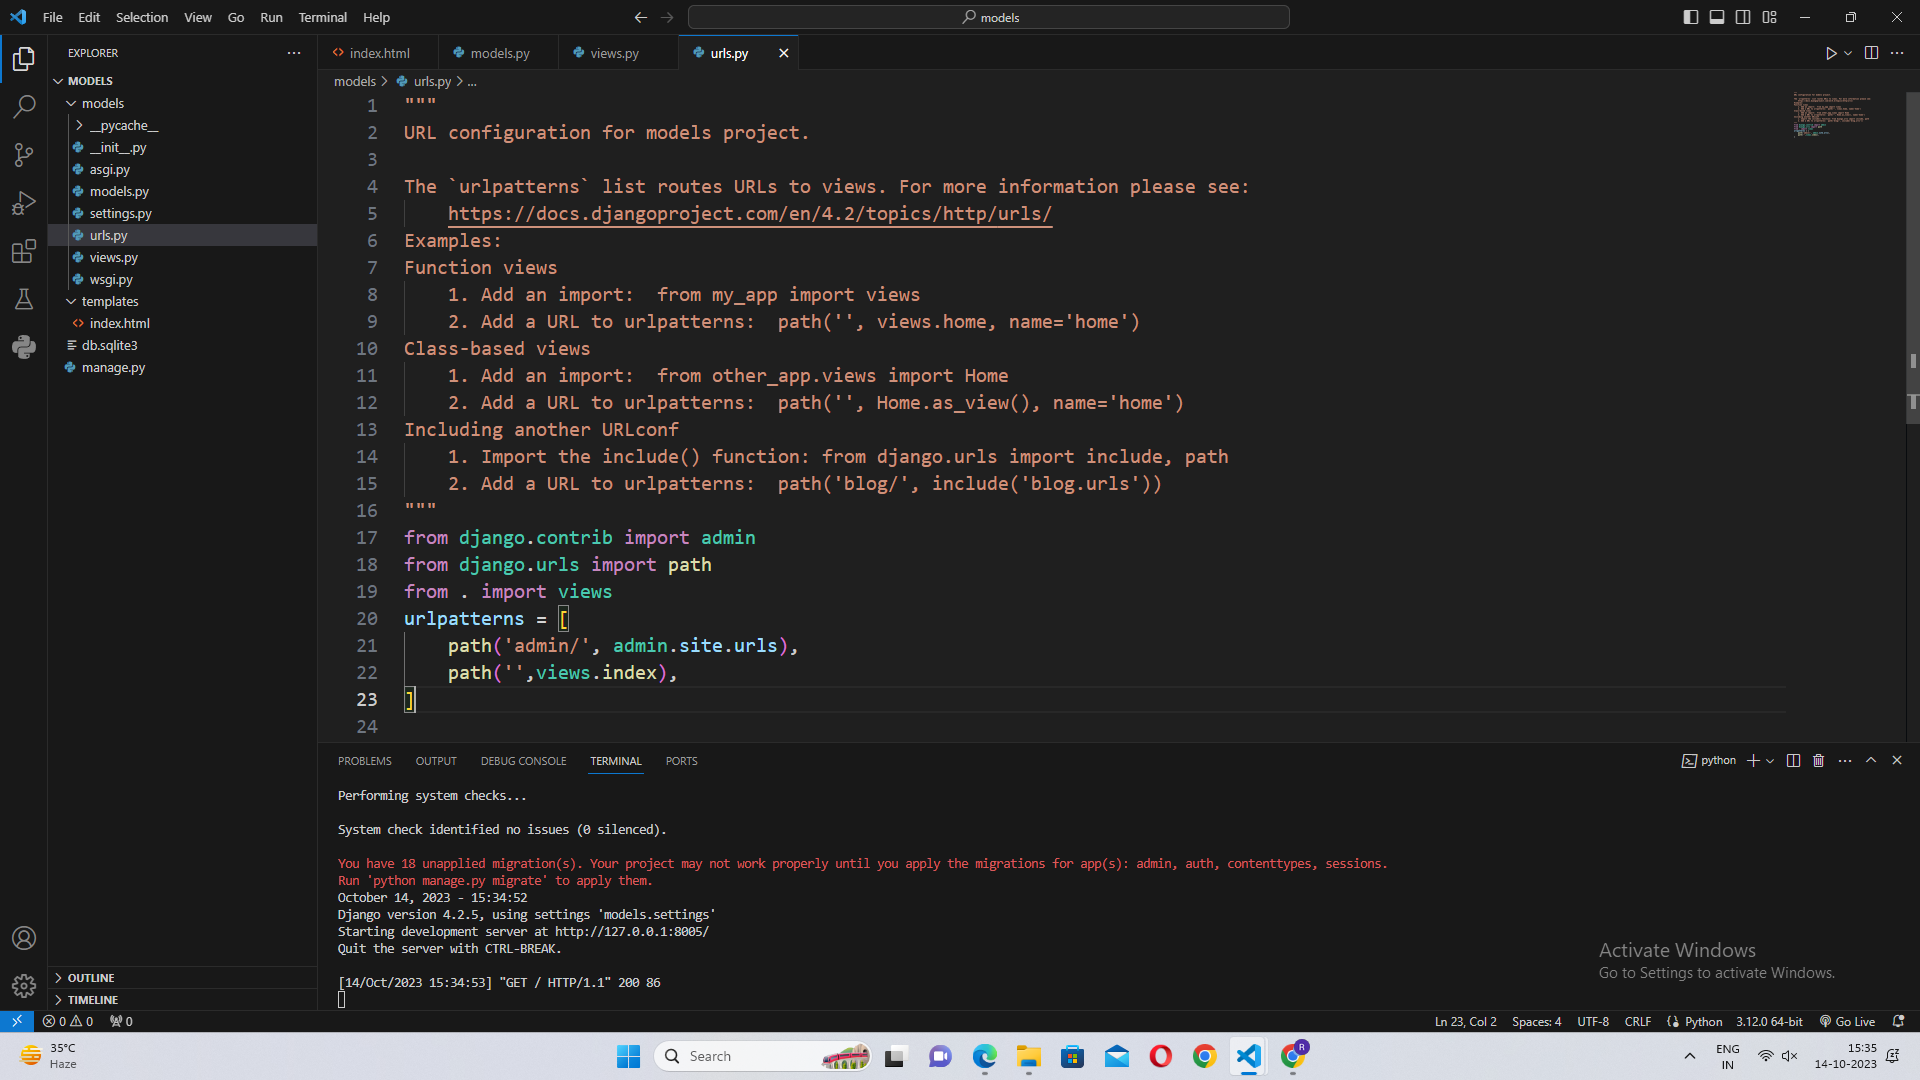 File Edit Selection View Go Run Terminal Help
models
EXPLORER
MODELS
models
__pycache__
__init__.py
asgi.py
models.py
settings.py
urls.py
views.py
wsgi.py
templates
index.html
db.sqlite3
manage.py
OUTLINE
TIMELINE
index.html models.py views.py urls.py
models > urls.py > ...
1 """
2 URL configuration for models project.
3
4 The `urlpatterns` list routes URLs to views. For more information please see:
5     https://docs.djangoproject.com/en/4.2/topics/http/urls/
6 Examples:
7 Function views
8     1. Add an import:  from my_app import views
9     2. Add a URL to urlpatterns:  path('', views.home, name='home')
10 Class-based views
11     1. Add an import:  from other_app.views import Home
12     2. Add a URL to urlpatterns:  path('', Home.as_view(), name='home')
13 Including another URLconf
14     1. Import the include() function: from django.urls import include, path
15     2. Add a URL to urlpatterns:  path('blog/', include('blog.urls'))
16 """
17 from django.contrib import admin
18 from django.urls import path
19 from . import views
20 urlpatterns = [
21     path('admin/', admin.site.urls),
22     path('',views.index),
23 ]
24
PROBLEMS OUTPUT DEBUG CONSOLE TERMINAL PORTS
python
Performing system checks...
System check identified no issues (0 silenced).
You have 18 unapplied migration(s). Your project may not work properly until you apply the migrations for app(s): admin, auth, contenttypes, sessions.
Run 'python manage.py migrate' to apply them.
October 14, 2023 - 15:34:52
Django version 4.2.5, using settings 'models.settings'
Starting development server at http://127.0.0.1:8005/
Quit the server with CTRL-BREAK.
[14/Oct/2023 15:34:53] "GET / HTTP/1.1" 200 86
Activate Windows
Go to Settings to activate Windows.
0 0 0
Ln 23, Col 2 Spaces: 4 UTF-8 CRLF Python 3.12.0 64-bit Go Live
35°C
Haze
Search
R
ENG
IN
15:35
14-10-2023